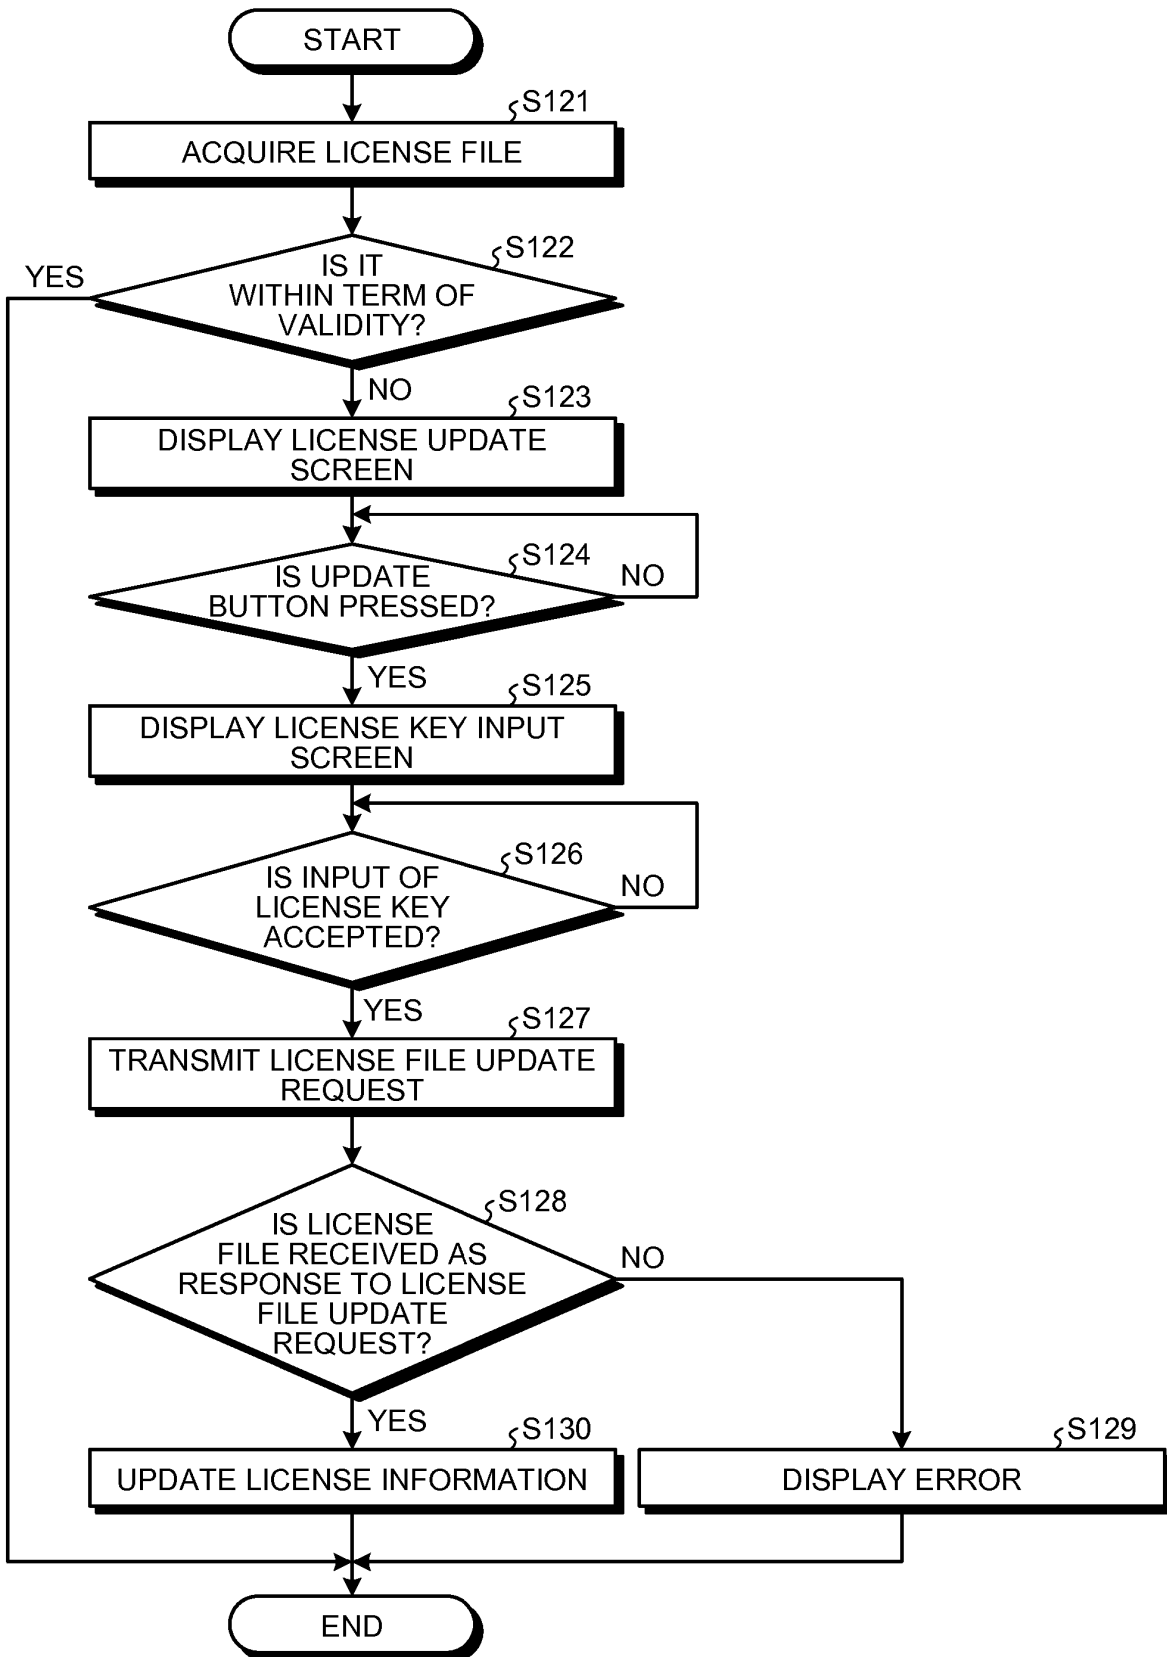 START
S121
ACQUIRE LICENSE FILE
S122
YES
IS IT
WITHIN TERM OF
VALIDITY?
NO
S123
DISPLAY LICENSE UPDATE
SCREEN
S124
IS UPDATE
BUTTON PRESSED?
NO
YES
S125
DISPLAY LICENSE KEY INPUT
SCREEN
S126
IS INPUT OF
LICENSE KEY
ACCEPTED?
NO
YES
S127
TRANSMIT LICENSE FILE UPDATE
REQUEST
S128
IS LICENSE
FILE RECEIVED AS
RESPONSE TO LICENSE
FILE UPDATE
REQUEST?
NO
YES
S130
UPDATE LICENSE INFORMATION
S129
DISPLAY ERROR
END